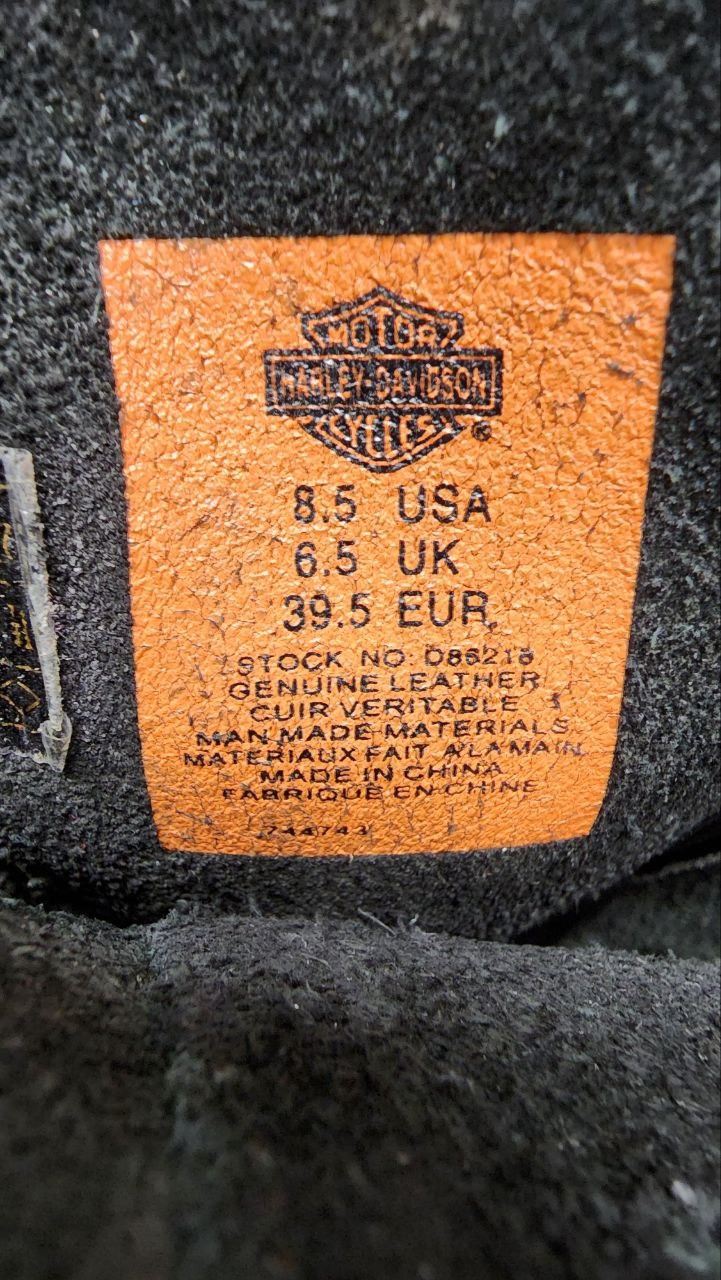 MOTOR
HARLEY-DAVIDSON
CYCLES
®
8.5 USA
6.5 UK
39.5 EUR
STOCK NO: D86218
GENUINE LEATHER
CUIR VERITABLE
MAN MADE MATERIALS
MATERIAUX FAIT A LA MAIN
MADE IN CHINA
FABRIQUE EN CHINE
744743